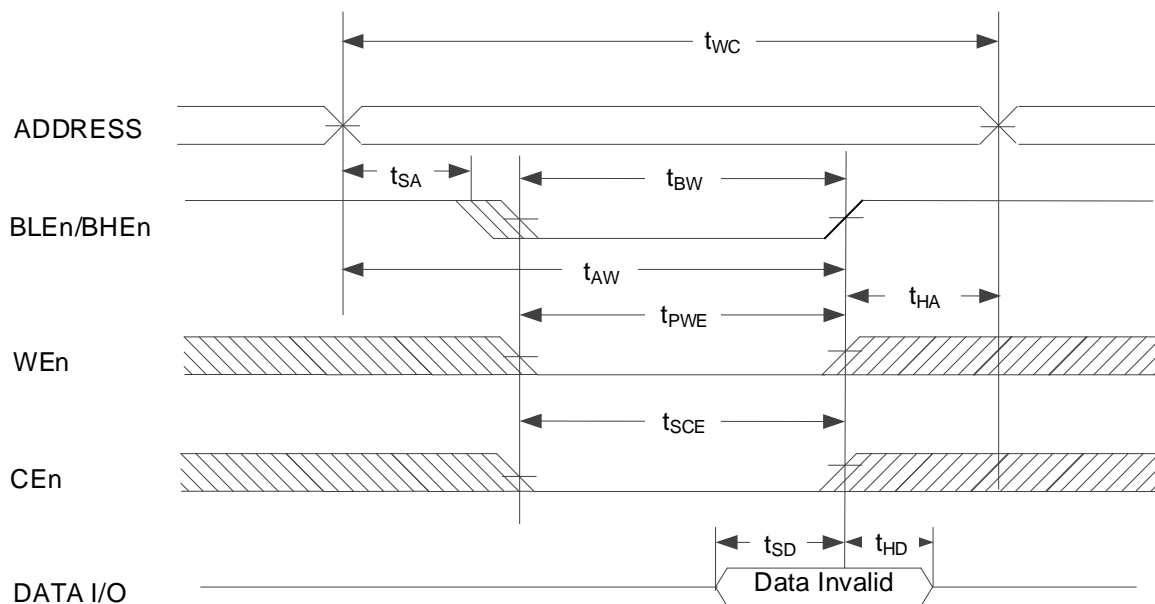 tWC
ADDRESS
tSA
tBW
BLEn/BHEn
tAW
tHA
tPWE
WEn
tSCE
CEn
tSD
tHD
DATA I/O
Data Invalid